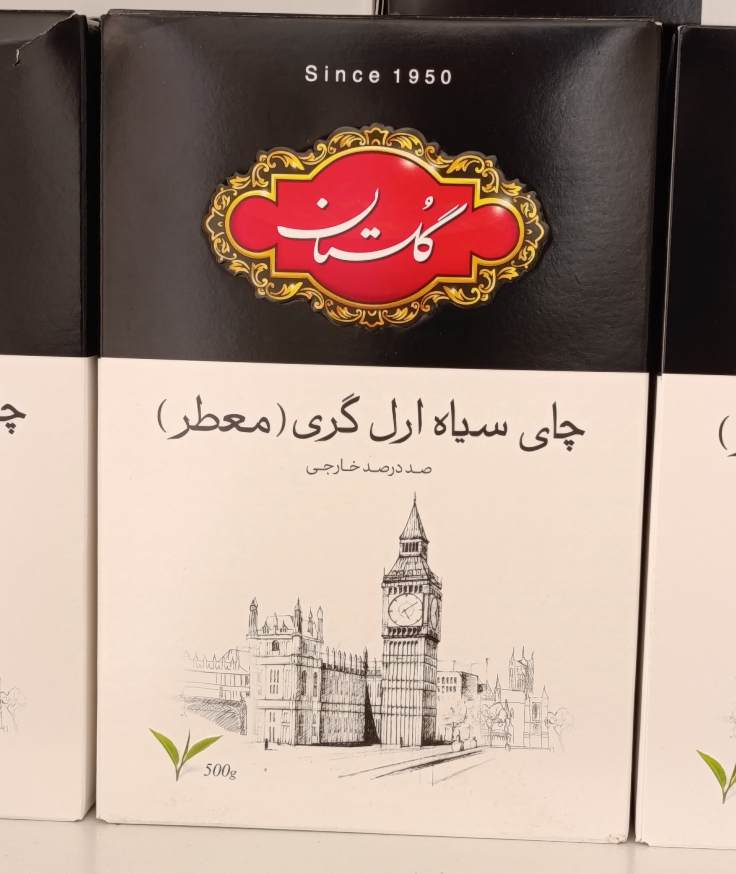 Since 1950
گلستان
چای سیاه ارل گری (معطر)
صد درصد خارجی
500g